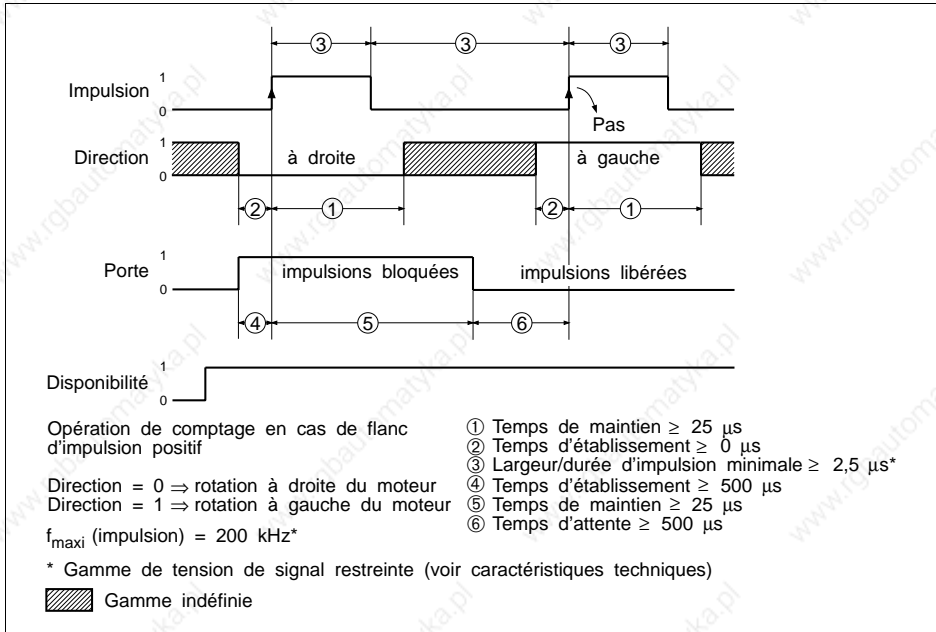 ③ ③ ③
Impulsion 1 0
Pas
Direction 1 0 à droite à gauche
② ① ② ①
Porte 1 0 impulsions bloquées impulsions libérées
④ ⑤ ⑥
Disponibilité 1 0
Opération de comptage en cas de flanc
d'impulsion positif
Direction = 0 ⇒ rotation à droite du moteur
Direction = 1 ⇒ rotation à gauche du moteur
f maxi (impulsion) = 200 kHz*
① Temps de maintien ≥ 25 µs
② Temps d'établissement ≥ 0 µs
③ Largeur/durée d'impulsion minimale ≥ 2,5 µs*
④ Temps d'établissement ≥ 500 µs
⑤ Temps de maintien ≥ 25 µs
⑥ Temps d'attente ≥ 500 µs
* Gamme de tension de signal restreinte (voir caractéristiques techniques)
Gamme indéfinie
www.rgbautomatyka.pl